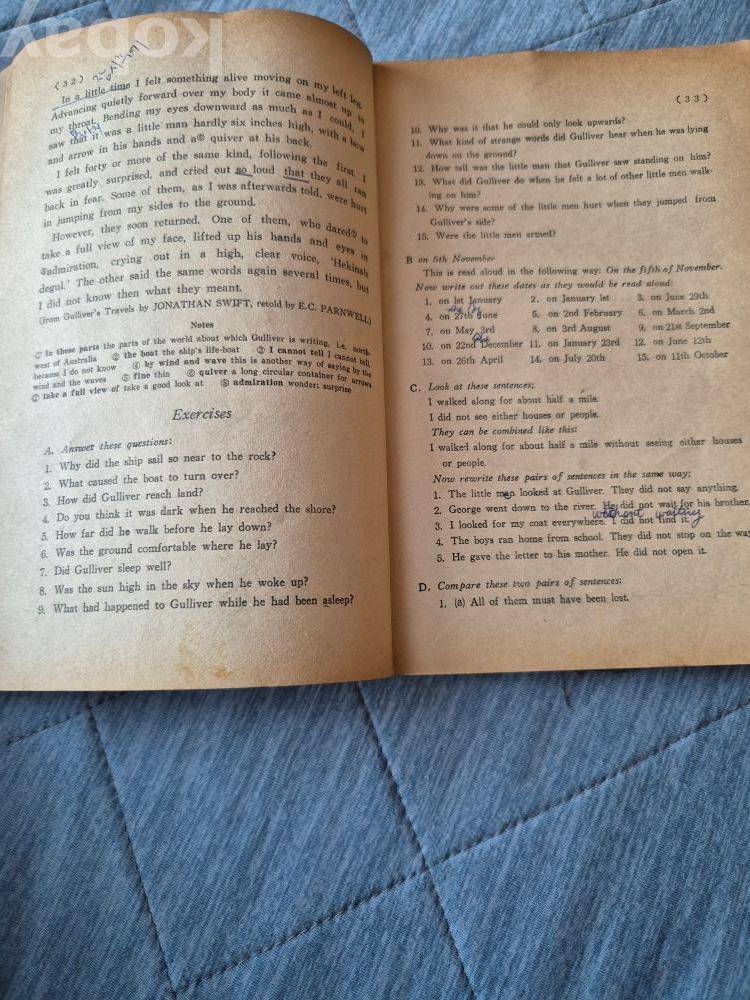 Kobay
(32)
In a little time I felt something alive moving on my left leg.
Advancing quietly forward over my body it came almost up to
my throat. Bending my eyes downward as much as I could, I
saw that it was a little man hardly six inches high, with a bow
and arrow in his hands and a⑥ quiver at his back.
I felt forty or more of the same kind, following the first. I
was greatly surprised, and cried out so loud that they all ran
back in fear. Some of them, as I was afterwards told, were hurt
in jumping from my sides to the ground.
However, they soon returned. One of them, who dared⑦ to
take a full view of my face, lifted up his hands and eyes in
⑧admiration, crying out in a high, clear voice, 'Hekinah
degul.' The other said the same words again several times, but
I did not know then what they meant.
(from Gulliver's Travels by JONATHAN SWIFT, retold by E.C. PARNWELL)
Notes
① In these parts the parts of the world about which Gulliver is writing, i.e. north-
west of Australia ② the boat the ship's life-boat ③ I cannot tell I cannot tell,
because I do not know ④ by wind and wave this is another way of saying by the
wind and the waves ⑤ fine thin ⑥ quiver a long circular container for arrows
⑦ take a full view of take a good look at ⑧ admiration wonder; surprise
Exercises
A. Answer these questions:
1. Why did the ship sail so near to the rock?
2. What caused the boat to turn over?
3. How did Gulliver reach land?
4. Do you think it was dark when he reached the shore?
5. How far did he walk before he lay down?
6. Was the ground comfortable where he lay?
7. Did Gulliver sleep well?
8. Was the sun high in the sky when he woke up?
9. What had happened to Gulliver while he had been asleep?
(33)
10. Why was it that he could only look upwards?
11. What kind of strange words did Gulliver hear when he was lying
down on the ground?
12. How tall was the little man that Gulliver saw standing on him?
13. What did Gulliver do when he felt a lot of other little men walk-
ing on him?
14. Why were some of the little men hurt when they jumped from
Gulliver's side?
15. Were the little men armed?
B on 5th November
This is read aloud in the following way: On the fifth of November.
Now write out these dates as they would be read aloud:
1. on 1st January 2. on January 1st 3. on June 29th
4. on 27th June 5. on 2nd February 6. on March 2nd
7. on May 3rd 8. on 3rd August 9. on 21st September
10. on 22nd December 11. on January 23rd 12. on June 12th
13. on 26th April 14. on July 20th 15. on 11th October
C. Look at these sentences;
I walked along for about half a mile.
I did not see either houses or people.
They can be combined like this:
I walked along for about half a mile without seeing either houses
or people.
Now rewrite these pairs of sentences in the same way;
1. The little men looked at Gulliver. They did not say anything.
2. George went down to the river. He did not wait for his brother.
without waiting
3. I looked for my coat everywhere. I did not find it.
4. The boys ran home from school. They did not stop on the way.
5. He gave the letter to his mother. He did not open it.
D. Compare these two pairs of sentences:
1. (a) All of them must have been lost.